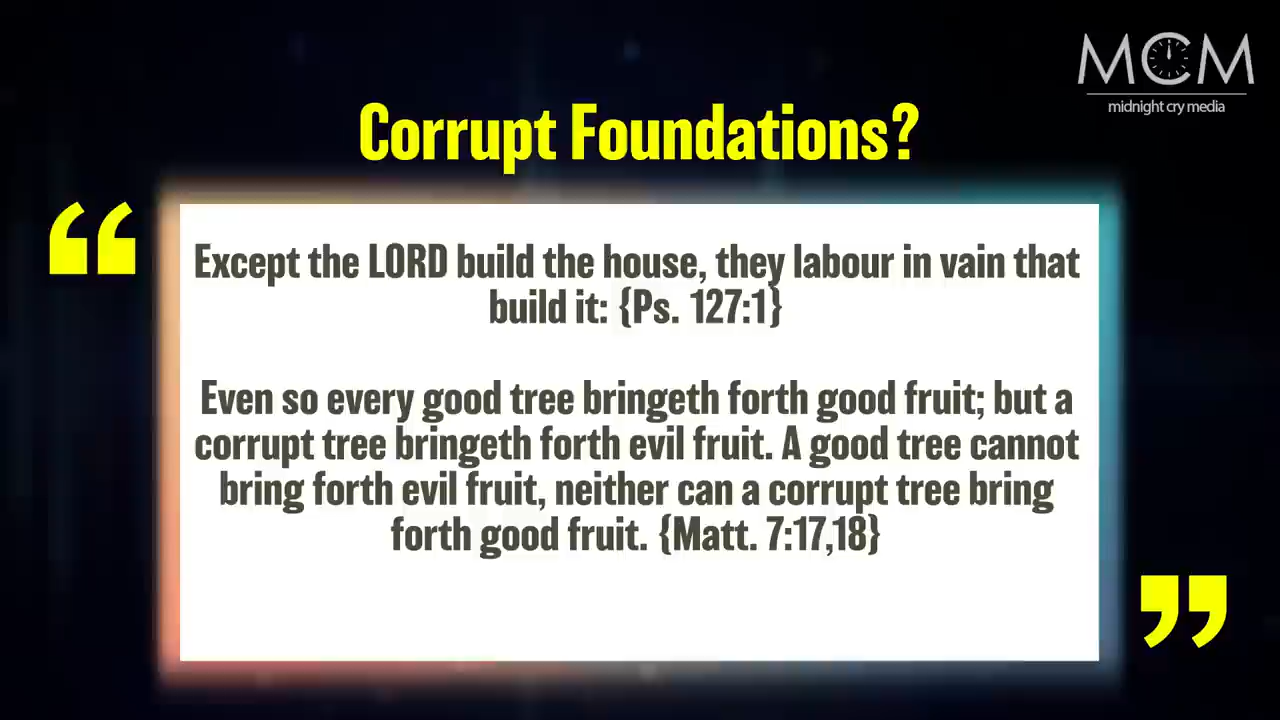 MCM
midnight cry media
Corrupt Foundations?
“
Except the LORD build the house, they labour in vain that
build it: {Ps. 127:1}
Even so every good tree bringeth forth good fruit; but a
corrupt tree bringeth forth evil fruit. A good tree cannot
bring forth evil fruit, neither can a corrupt tree bring
forth good fruit. {Matt. 7:17,18}
”